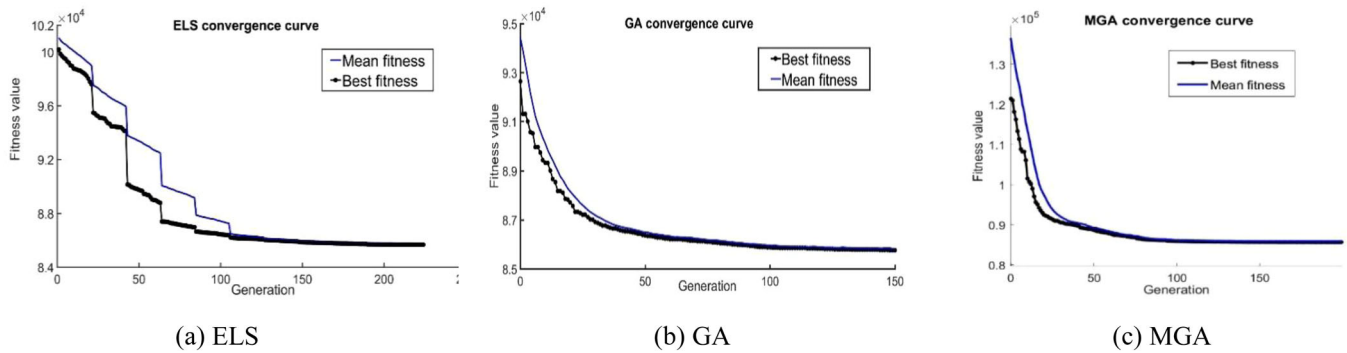 ×10⁴
ELS convergence curve
10.2
10
9.6
9.2
8.8
8.4
Fitness value
Mean fitness
Best fitness
0
50
100
150
200
2
Generation
(a) ELS
×10⁴
GA convergence curve
9.5
9.3
9.1
8.9
8.7
8.5
Fitness value
Best fitness
Mean fitness
0
50
100
150
Generation
(b) GA
×10⁵
MGA convergence curve
1.3
1.2
1.1
1
0.9
0.8
Fitness value
Best fitness
Mean fitness
0
50
100
150
Generation
(c) MGA